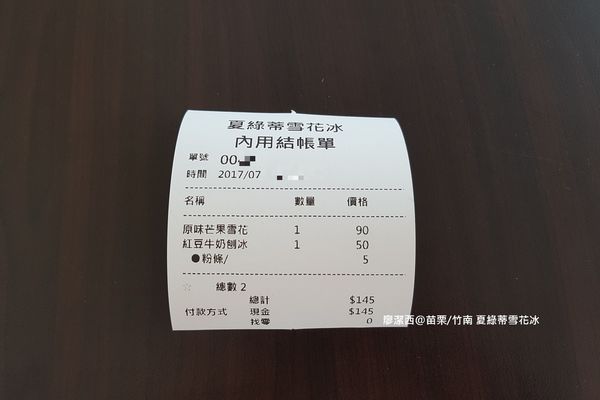 夏綠蒂雪花冰
內用結帳單
單號 00
時間 2017/07
名稱 數量 價格
原味芒果雪花 1 90
紅豆牛奶刨冰 1 50
●粉條/ 5
☆ 總數 2
總計 $145
付款方式 現金 $145
找零 0
廖潔西@苗栗/竹南 夏綠蒂雪花冰